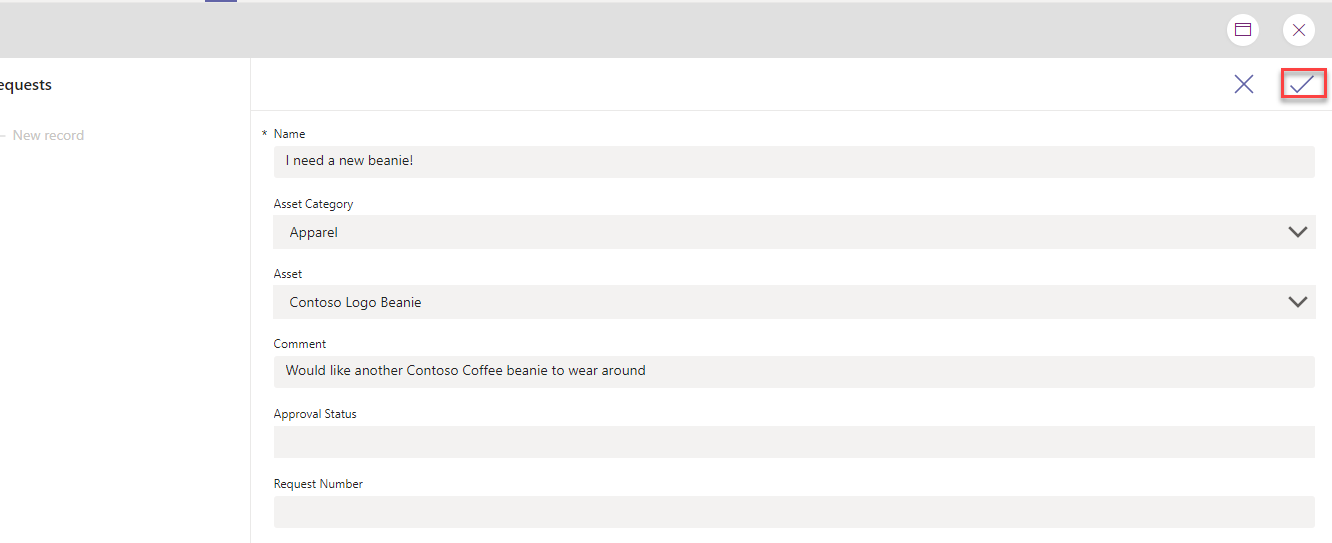 equests
New record
* Name
I need a new beanie!
Asset Category
Apparel
Asset
Contoso Logo Beanie
Comment
Would like another Contoso Coffee beanie to wear around
Approval Status
Request Number